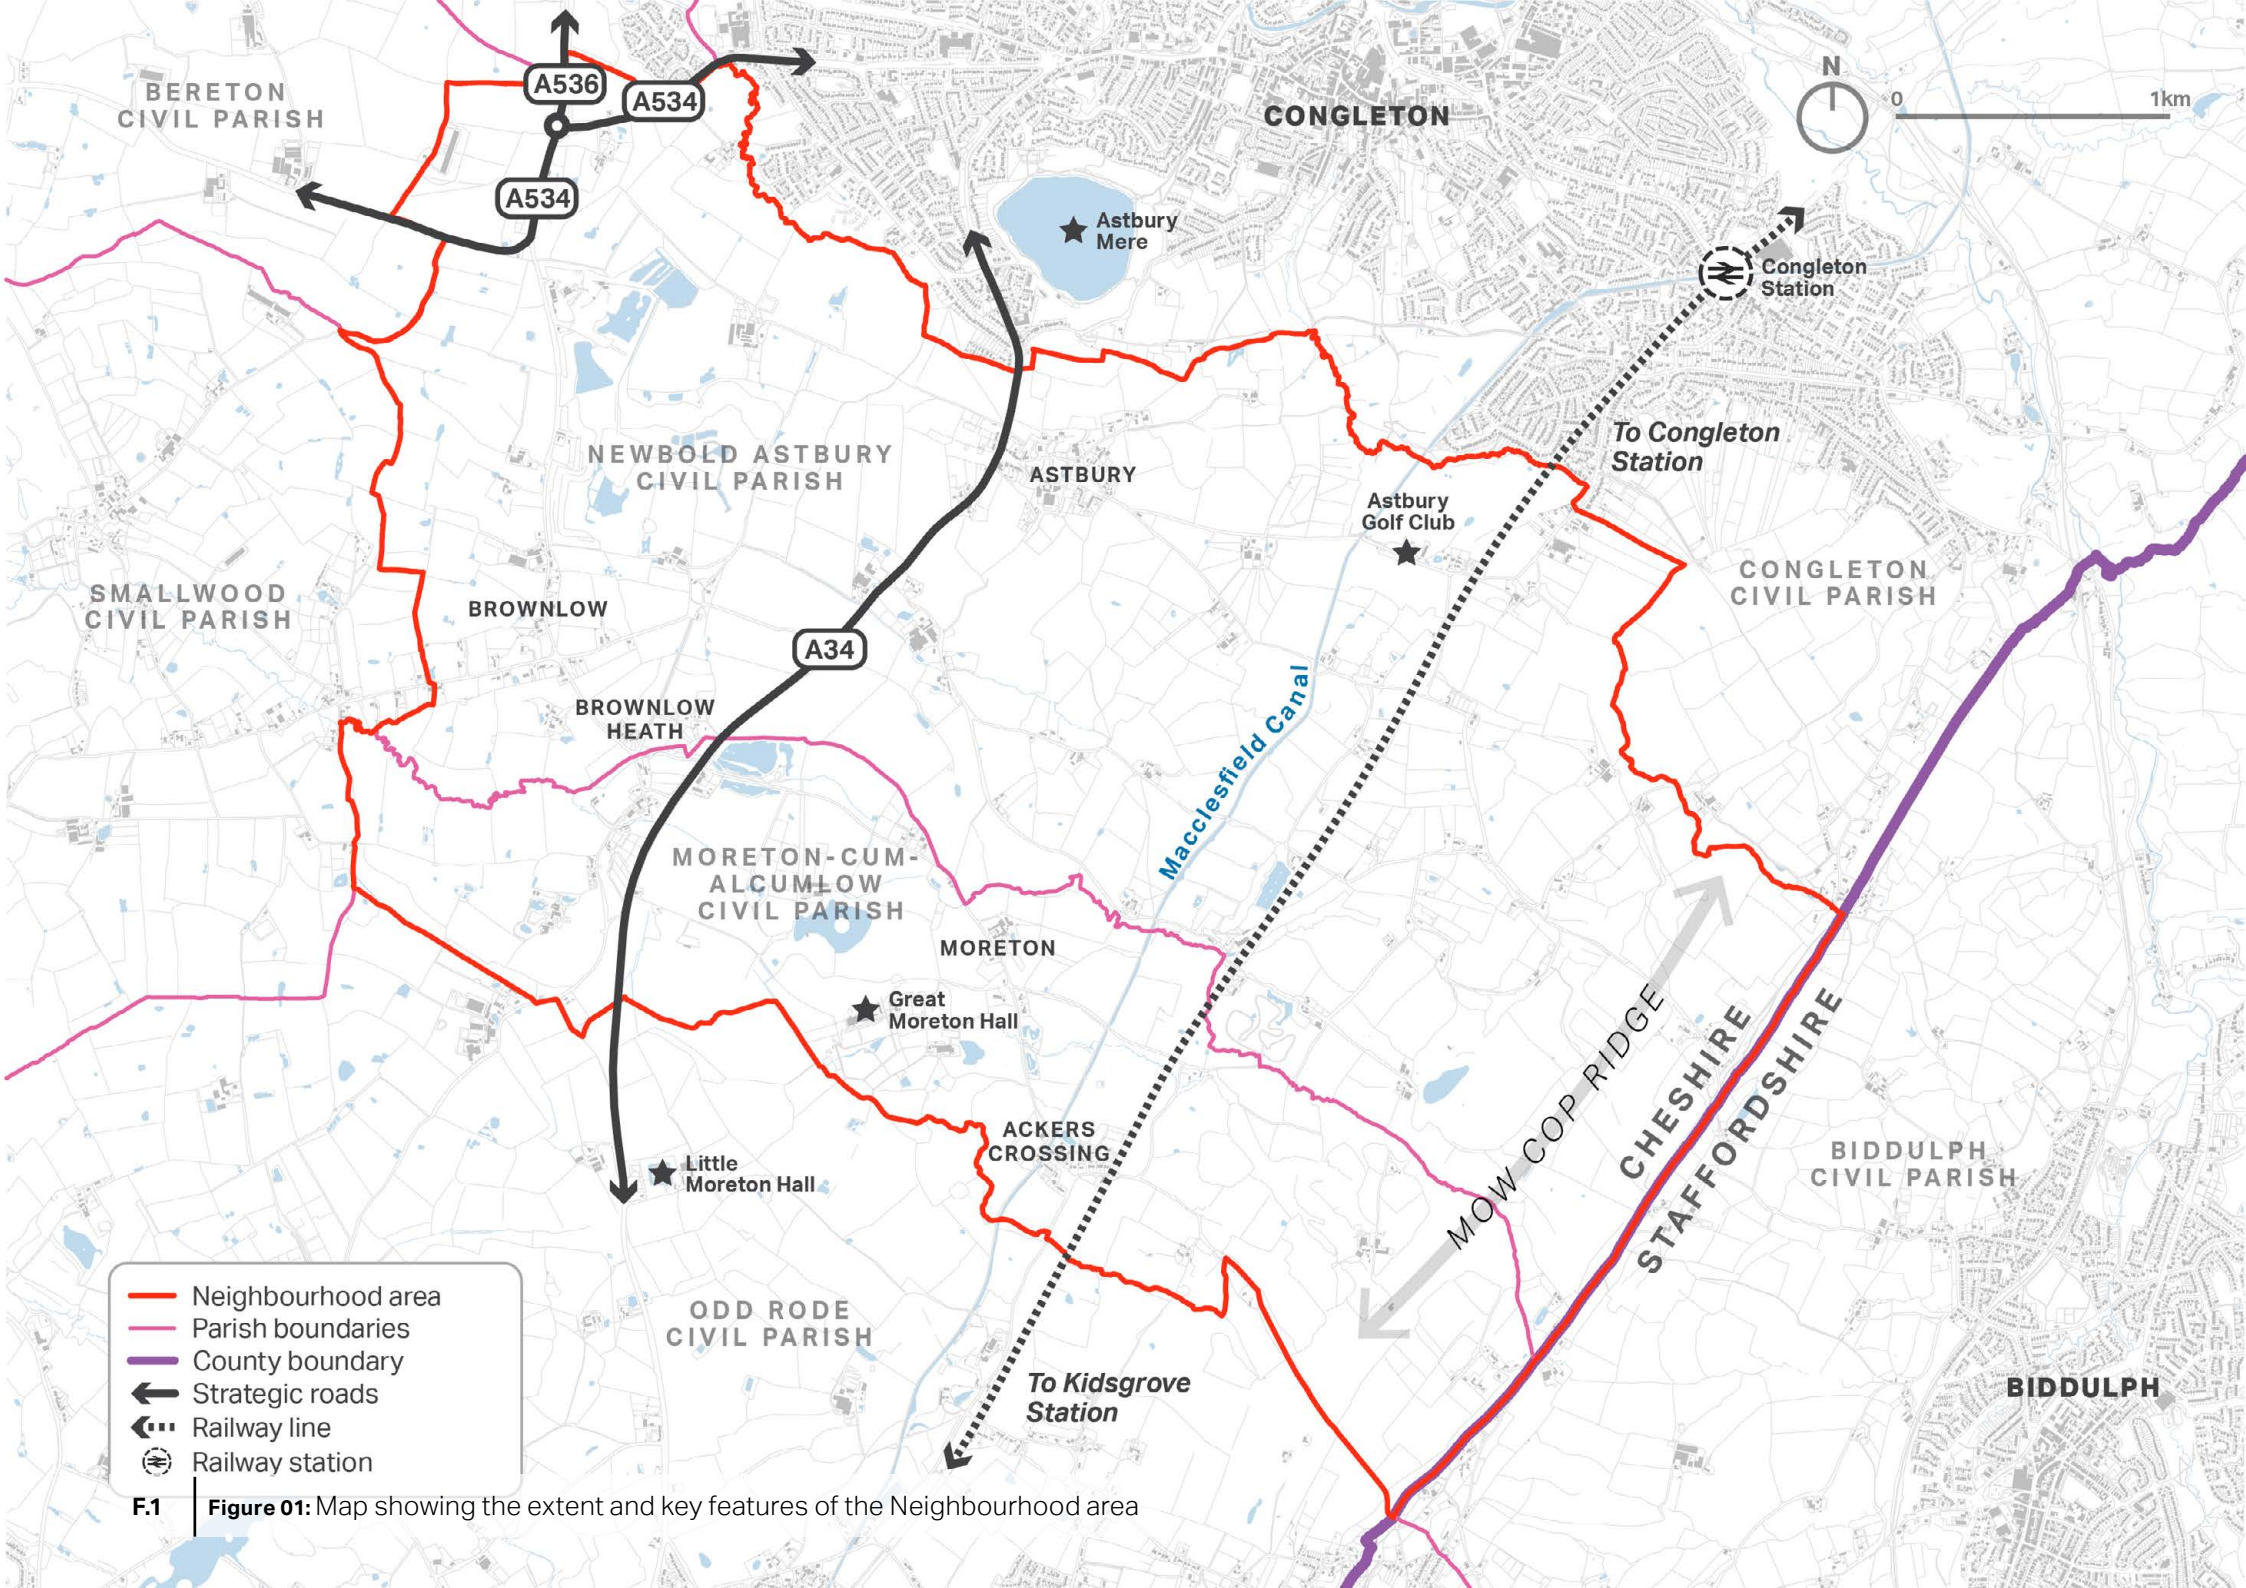 A536
A534
BERETON
CIVIL PARISH
A534
CONGLETON
N
0
1km
Astbury
Mere
Congleton
Station
To Congleton
Station
NEWBOLD ASTBURY
CIVIL PARISH
ASTBURY
Astbury
Golf Club
SMALLWOOD
CIVIL PARISH
BROWNLOW
CONGLETON
CIVIL PARISH
A34
BROWNLOW
HEATH
Macclesfield Canal
MORETON-CUM-
ALCUMLOW
CIVIL PARISH
MORETON
Great
Moreton Hall
MOW COP RIDGE
CHESHIRE
STAFFORDSHIRE
ACKERS
CROSSING
BIDDULPH
CIVIL PARISH
Little
Moreton Hall
ODD RODE
CIVIL PARISH
To Kidsgrove
Station
BIDDULPH
Neighbourhood area
Parish boundaries
County boundary
Strategic roads
Railway line
Railway station
F.1
Figure 01: Map showing the extent and key features of the Neighbourhood area